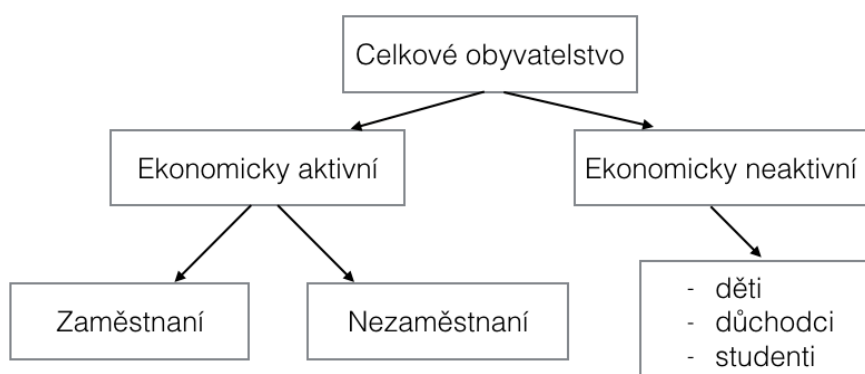 Celkové obyvatelstvo
Ekonomicky aktivní
Ekonomicky neaktivní
Zaměstnaní
Nezaměstnaní
- děti
- důchodci
- studenti